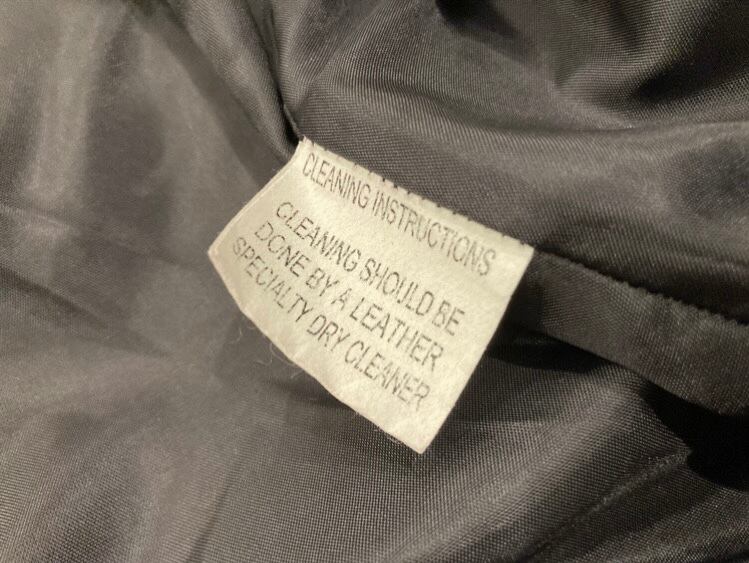 CLEANING INSTRUCTIONS
CLEANING SHOULD BE
DONE BY A LEATHER
SPECIALTY DRY CLEANER